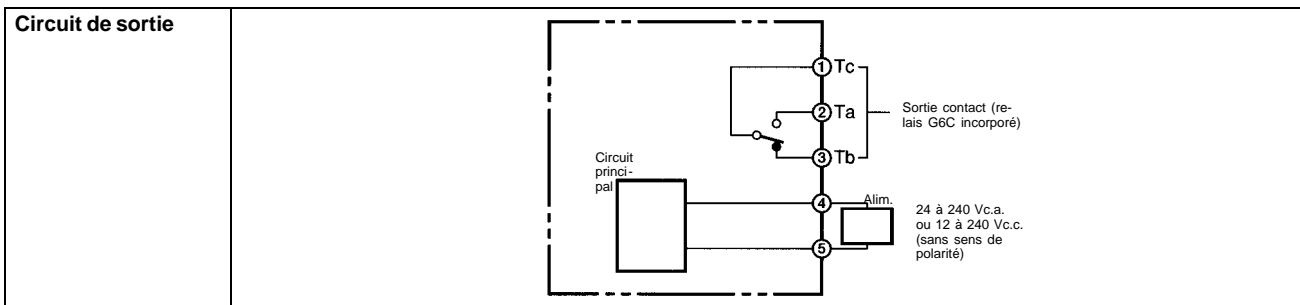 Circuit de sortie
① Tc
② Ta
Sortie contact (re-
lais G6C incorporé)
③ Tb
Circuit
princi-
pal
④
Alim.
24 à 240 Vc.a.
ou 12 à 240 Vc.c.
(sans sens de
polarité)
⑤